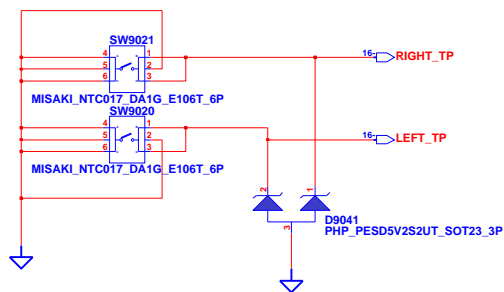 SW9021
4 1
5 2
6 3
MISAKI_NTC017_DA1G_E106T_6P
16- RIGHT_TP
SW9020
4 1
5 2
6 3
MISAKI_NTC017_DA1G_E106T_6P
16- LEFT_TP
2 1
3
D9041
PHP_PESD5V2S2UT_SOT23_3P